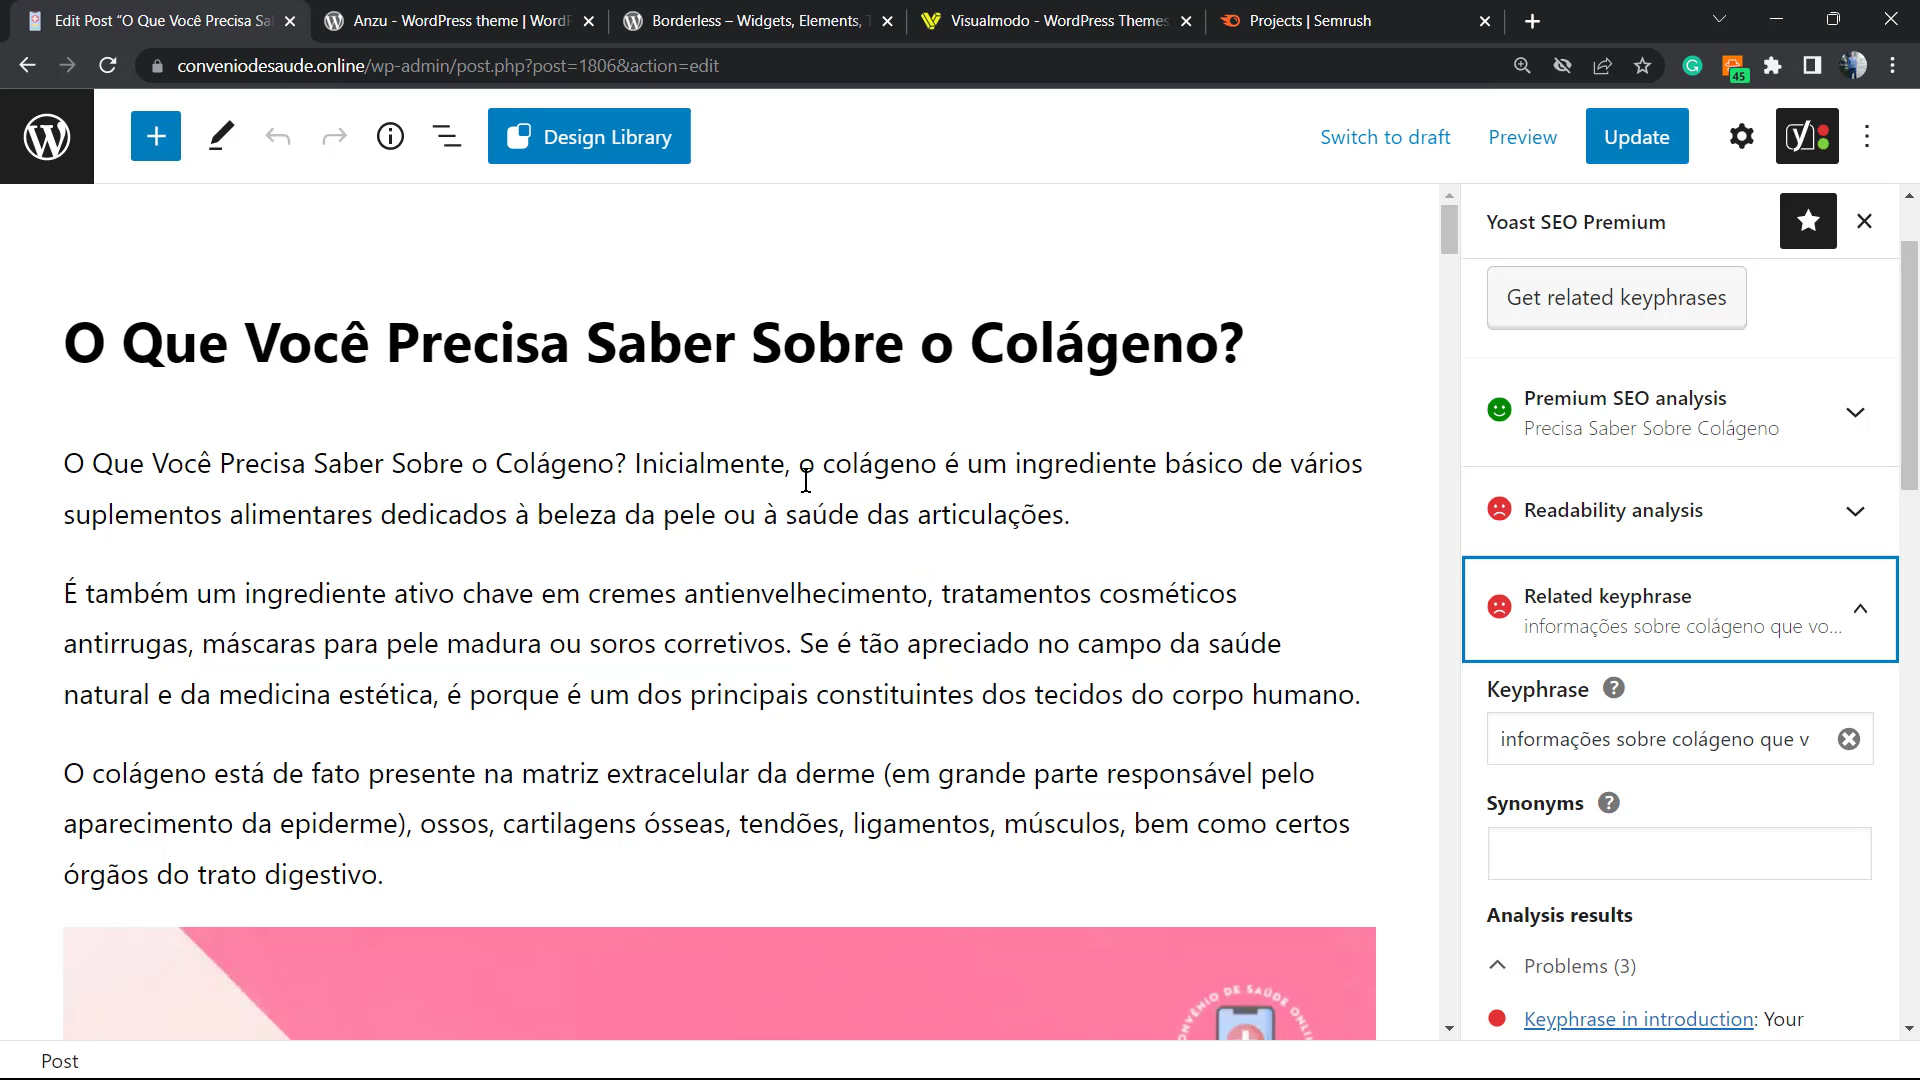 Edit Post “O Que Você Precisa Sa
Anzu - WordPress theme | Word
Borderless – Widgets, Elements,
Visualmodo - WordPress Themes
Projects | Semrush
conveniodesaude.online/wp-admin/post.php?post=1806&action=edit
45
Design Library
Switch to draft
Preview
Update
Yoast SEO Premium
Get related keyphrases
Premium SEO analysis
Precisa Saber Sobre Colágeno
Readability analysis
Related keyphrase
informações sobre colágeno que vo...
Keyphrase
informações sobre colágeno que v
Synonyms
Analysis results
Problems (3)
Keyphrase in introduction: Your
O Que Você Precisa Saber Sobre o Colágeno?
O Que Você Precisa Saber Sobre o Colágeno? Inicialmente, o colágeno é um ingrediente básico de vários
suplementos alimentares dedicados à beleza da pele ou à saúde das articulações.
É também um ingrediente ativo chave em cremes antienvelhecimento, tratamentos cosméticos
antirrugas, máscaras para pele madura ou soros corretivos. Se é tão apreciado no campo da saúde
natural e da medicina estética, é porque é um dos principais constituintes dos tecidos do corpo humano.
O colágeno está de fato presente na matriz extracelular da derme (em grande parte responsável pelo
aparecimento da epiderme), ossos, cartilagens ósseas, tendões, ligamentos, músculos, bem como certos
órgãos do trato digestivo.
CONVÊNIO DE SAÚDE ONLINE
Post